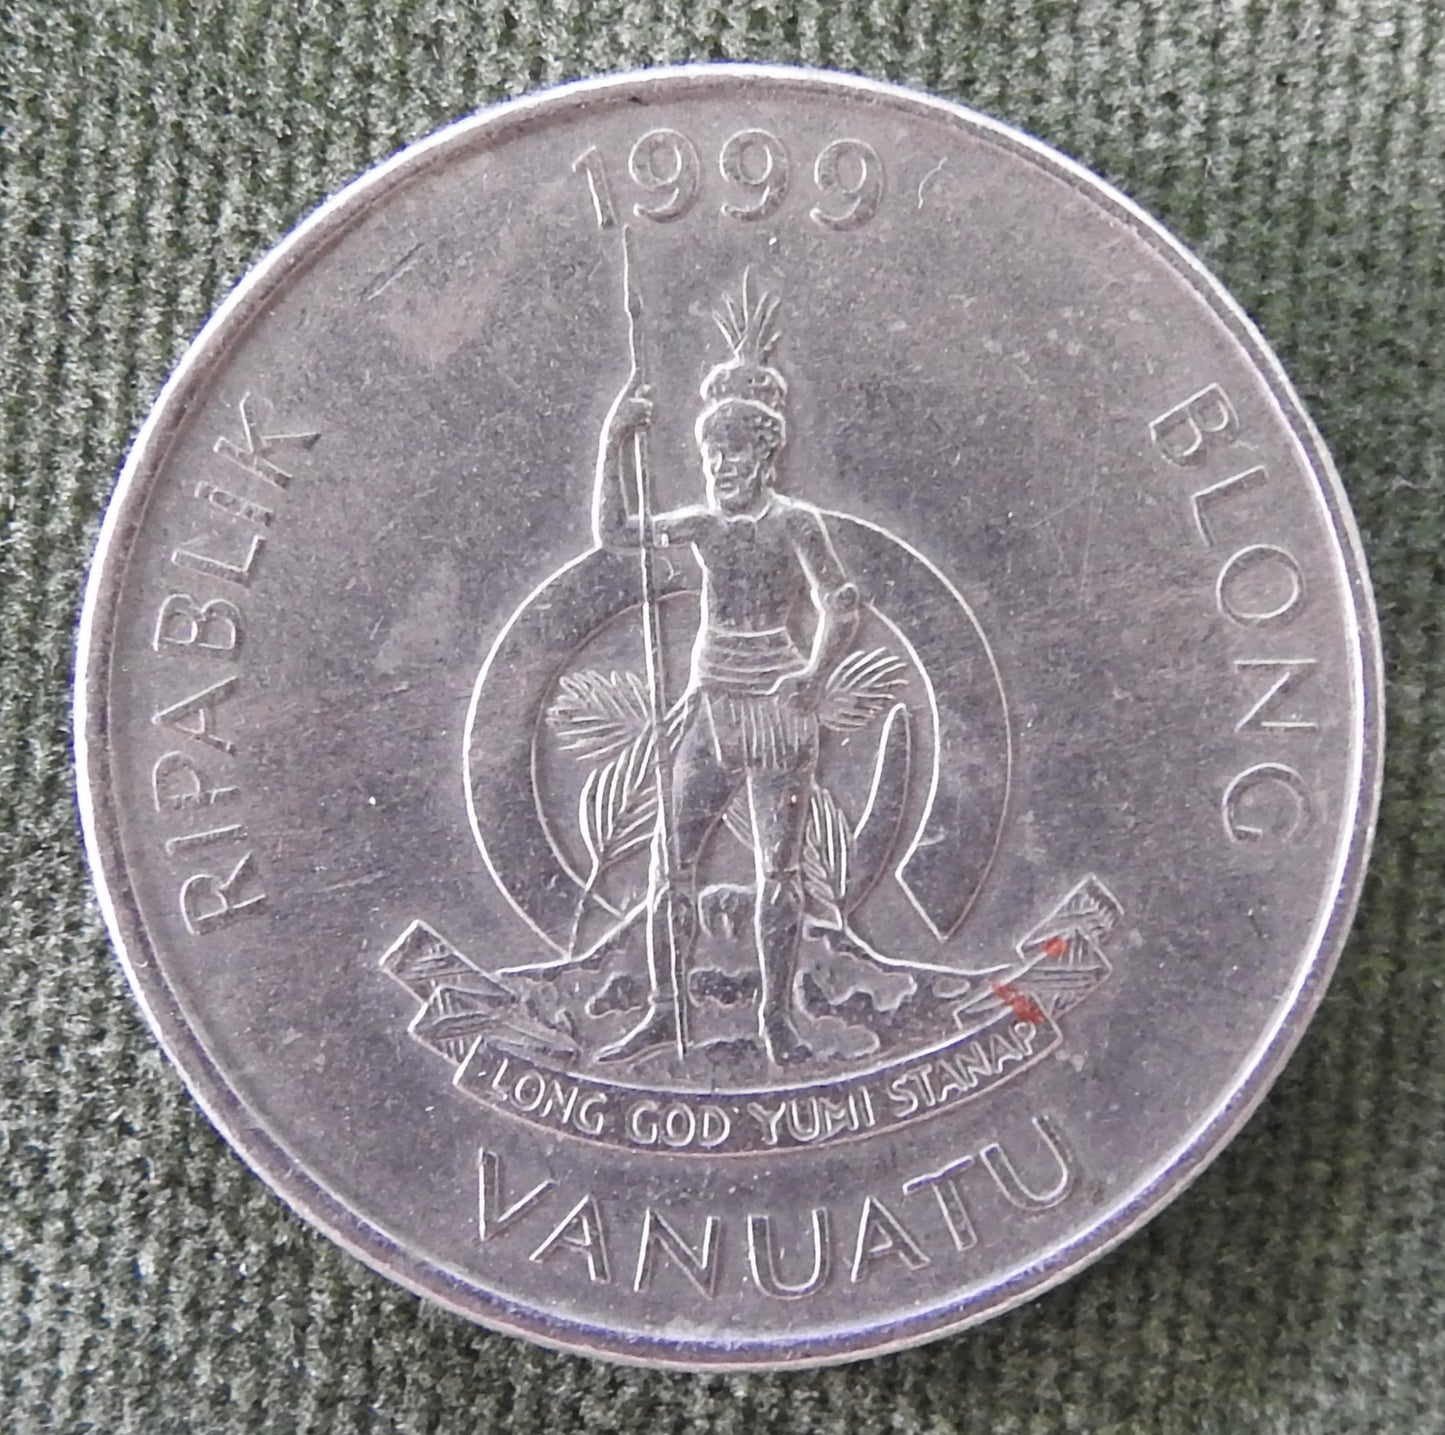 1999
RIPABLIK BLONG
LONG GOD YUMI STANAP
VANUATU